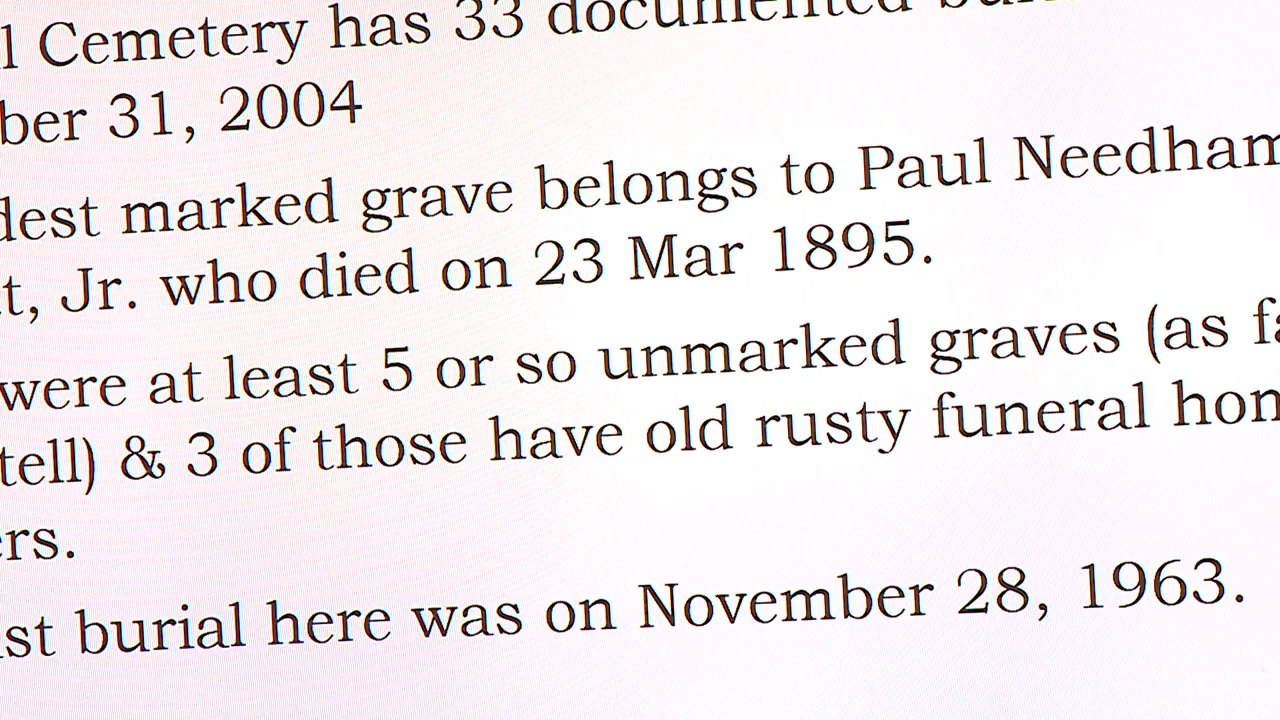 l Cemetery has 33 documented
ber 31, 2004
dest marked grave belongs to Paul Needham
t, Jr. who died on 23 Mar 1895.
were at least 5 or so unmarked graves (as fa
tell) & 3 of those have old rusty funeral hom
ers.
st burial here was on November 28, 1963.